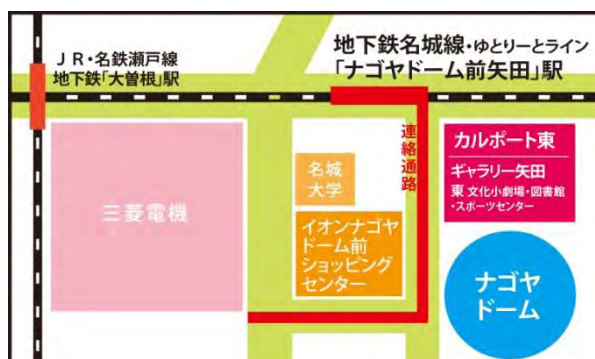 JR・名鉄瀬戸線
地下鉄「大曽根」駅
地下鉄名城線・ゆとりーとライン
「ナゴヤドーム前矢田」駅
三菱電機
名城
大学
イオンナゴヤ
ドーム前
ショッピング
センター
連絡通路
カルポート東
ギャラリー矢田
東 文化小劇場・図書館
・スポーツセンター
ナゴヤ
ドーム